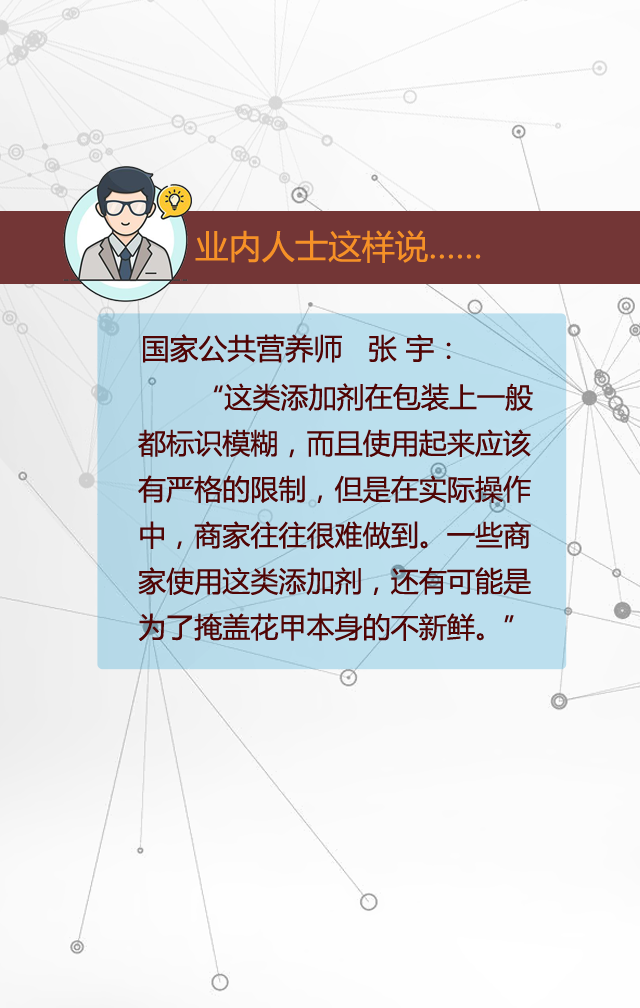 业内人士这样说……
国家公共营养师 张 宇：
“这类添加剂在包装上一般
都标识模糊，而且使用起来应该
有严格的限制，但是在实际操作
中，商家往往很难做到。一些商
家使用这类添加剂，还有可能是
为了掩盖花甲本身的不新鲜。”